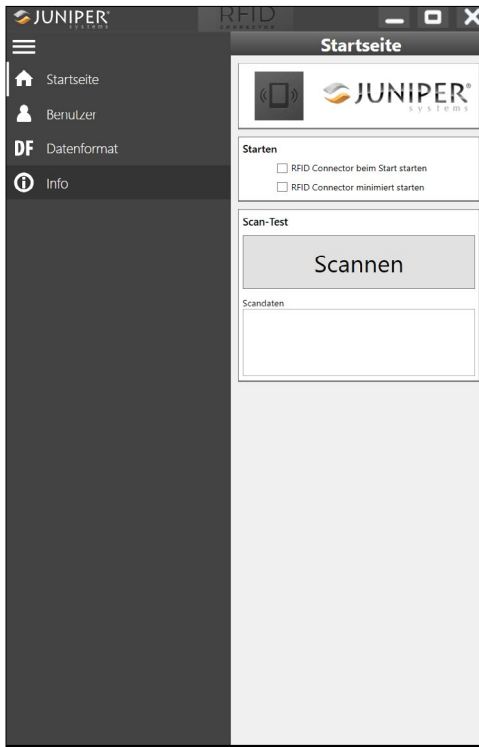 JUNIPER®
systems
RFID
CONNECTOR
Startseite
Startseite
Benutzer
DF Datenformat
Info
JUNIPER®
systems
Starten
RFID Connector beim Start starten
RFID Connector minimiert starten
Scan-Test
Scannen
Scandaten